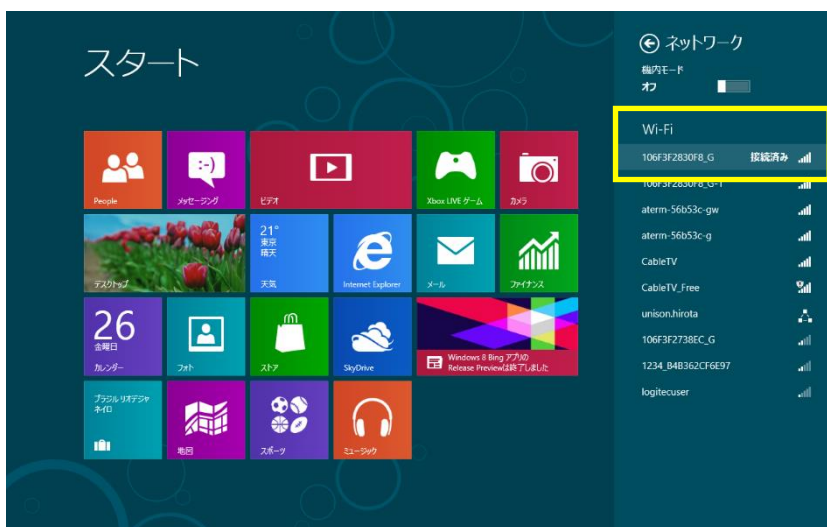 スタート
People
メッセージング
ビデオ
Xbox LIVE ゲーム
カメラ
デスクトップ
21°
東京
晴天
天気
Internet Explorer
メール
ファイナンス
26
金曜日
カレンダー
フォト
ストア
SkyDrive
Windows 8 Bing アプリの
Release Previewは終了しました
ブラジル リオデジャ
ネイロ
地図
:-)
スポーツ
ミュージック
ネットワーク
機内モード
オフ
Wi-Fi
106F3F2830F8_G 接続済み
106F3F2830F8_G-1
aterm-56b53c-gw
aterm-56b53c-g
CableTV
CableTV_Free
unison.hirota
106F3F2738EC_G
1234_B4B362CF6E97
logitecuser